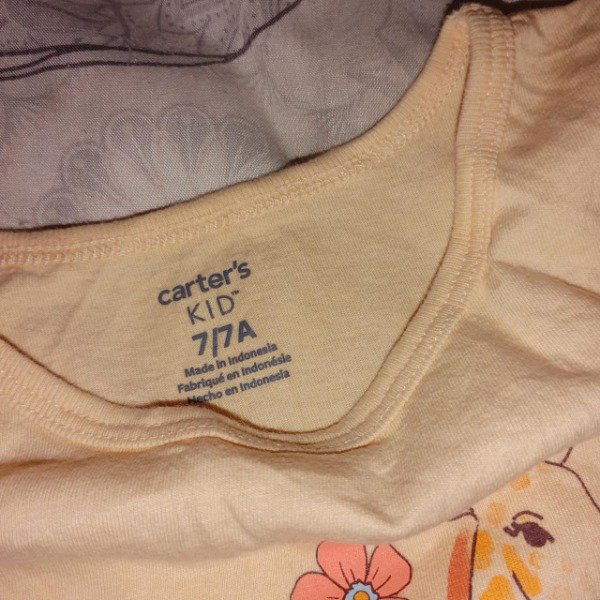 carter's
KID™
7/7A
Made in Indonesia
Fabriqué en Indonésie
Hecho en Indonesia